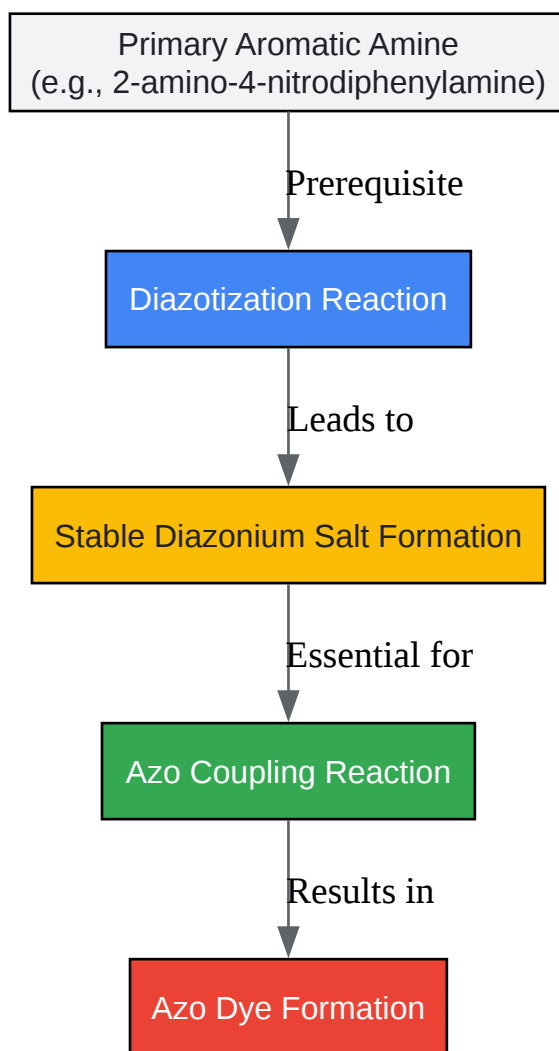 Primary Aromatic Amine
(e.g., 2-amino-4-nitrodiphenylamine)
Prerequisite
Diazotization Reaction
Leads to
Stable Diazonium Salt Formation
Essential for
Azo Coupling Reaction
Results in
Azo Dye Formation